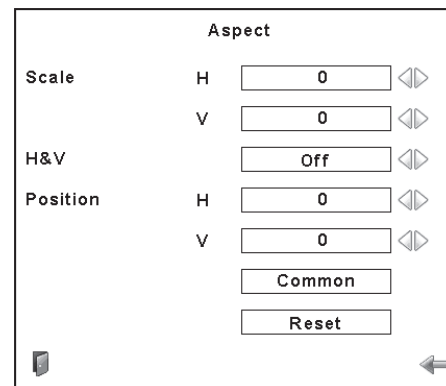 Aspect
Scale H 0
V 0
H&V Off
Position H 0
V 0
Common
Reset